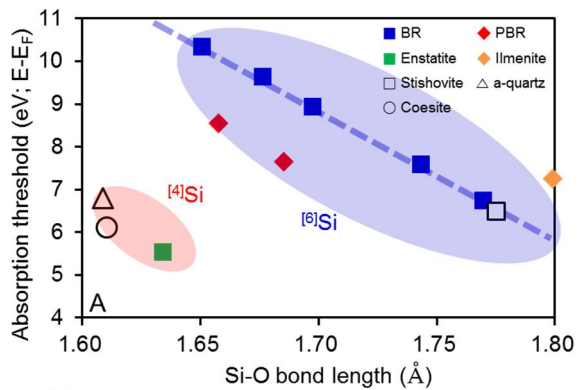 11
10
9
8
7
6
5
4
Absorption threshold (eV; E-EF)
BR
PBR
Enstatite
Ilmenite
Stishovite
a-quartz
Coesite
[4]Si
[6]Si
A
1.60
1.65
1.70
1.75
1.80
Si-O bond length (Å)